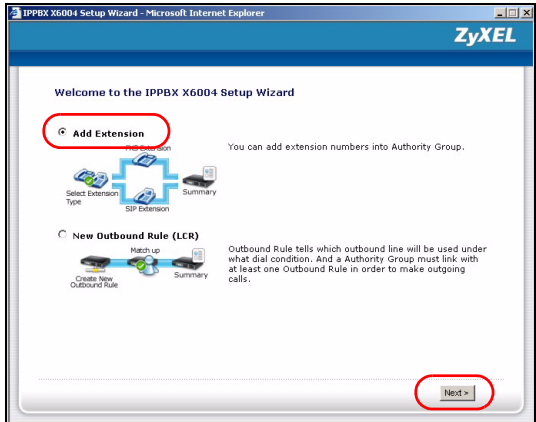 IPPBX X6004 Setup Wizard - Microsoft Internet Explorer
ZyXEL
Welcome to the IPPBX X6004 Setup Wizard
Add Extension
You can add extension numbers into Authority Group.
FXS Extension
Select Extension
Type
Summary
SIP Extension
New Outbound Rule (LCR)
Match up
Outbound Rule tells which outbound line will be used under
what dial condition. And a Authority Group must link with
at least one Outbound Rule in order to make outgoing
calls.
Create New
Outbound Rule
Summary
Next >